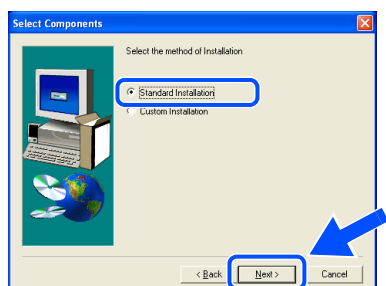 Select Components
Select the method of Installation
Standard Installation
Custom Installation
< Back
Next >
Cancel